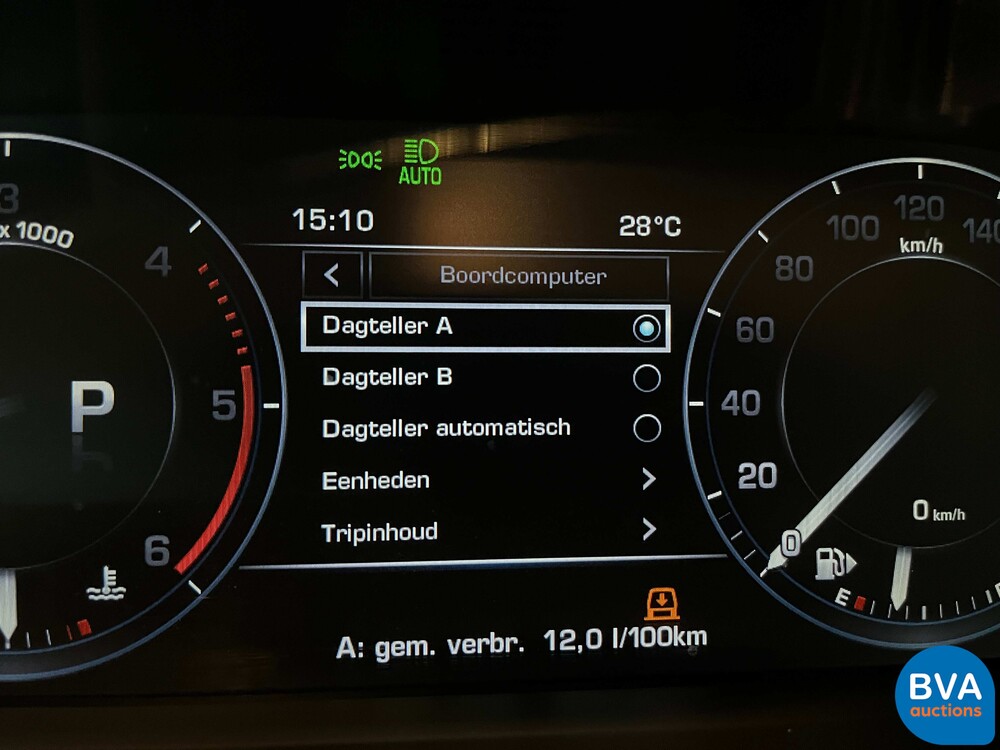 AUTO
15:10 28°C
< Boordcomputer
Dagteller A
Dagteller B
Dagteller automatisch
Eenheden >
Tripinhoud >
A: gem. verbr. 12,0 l/100km
3
x 1000
4
5
6
P
20
40
60
80
100
120
140
km/h
0
0 km/h
E
BVA
auctions